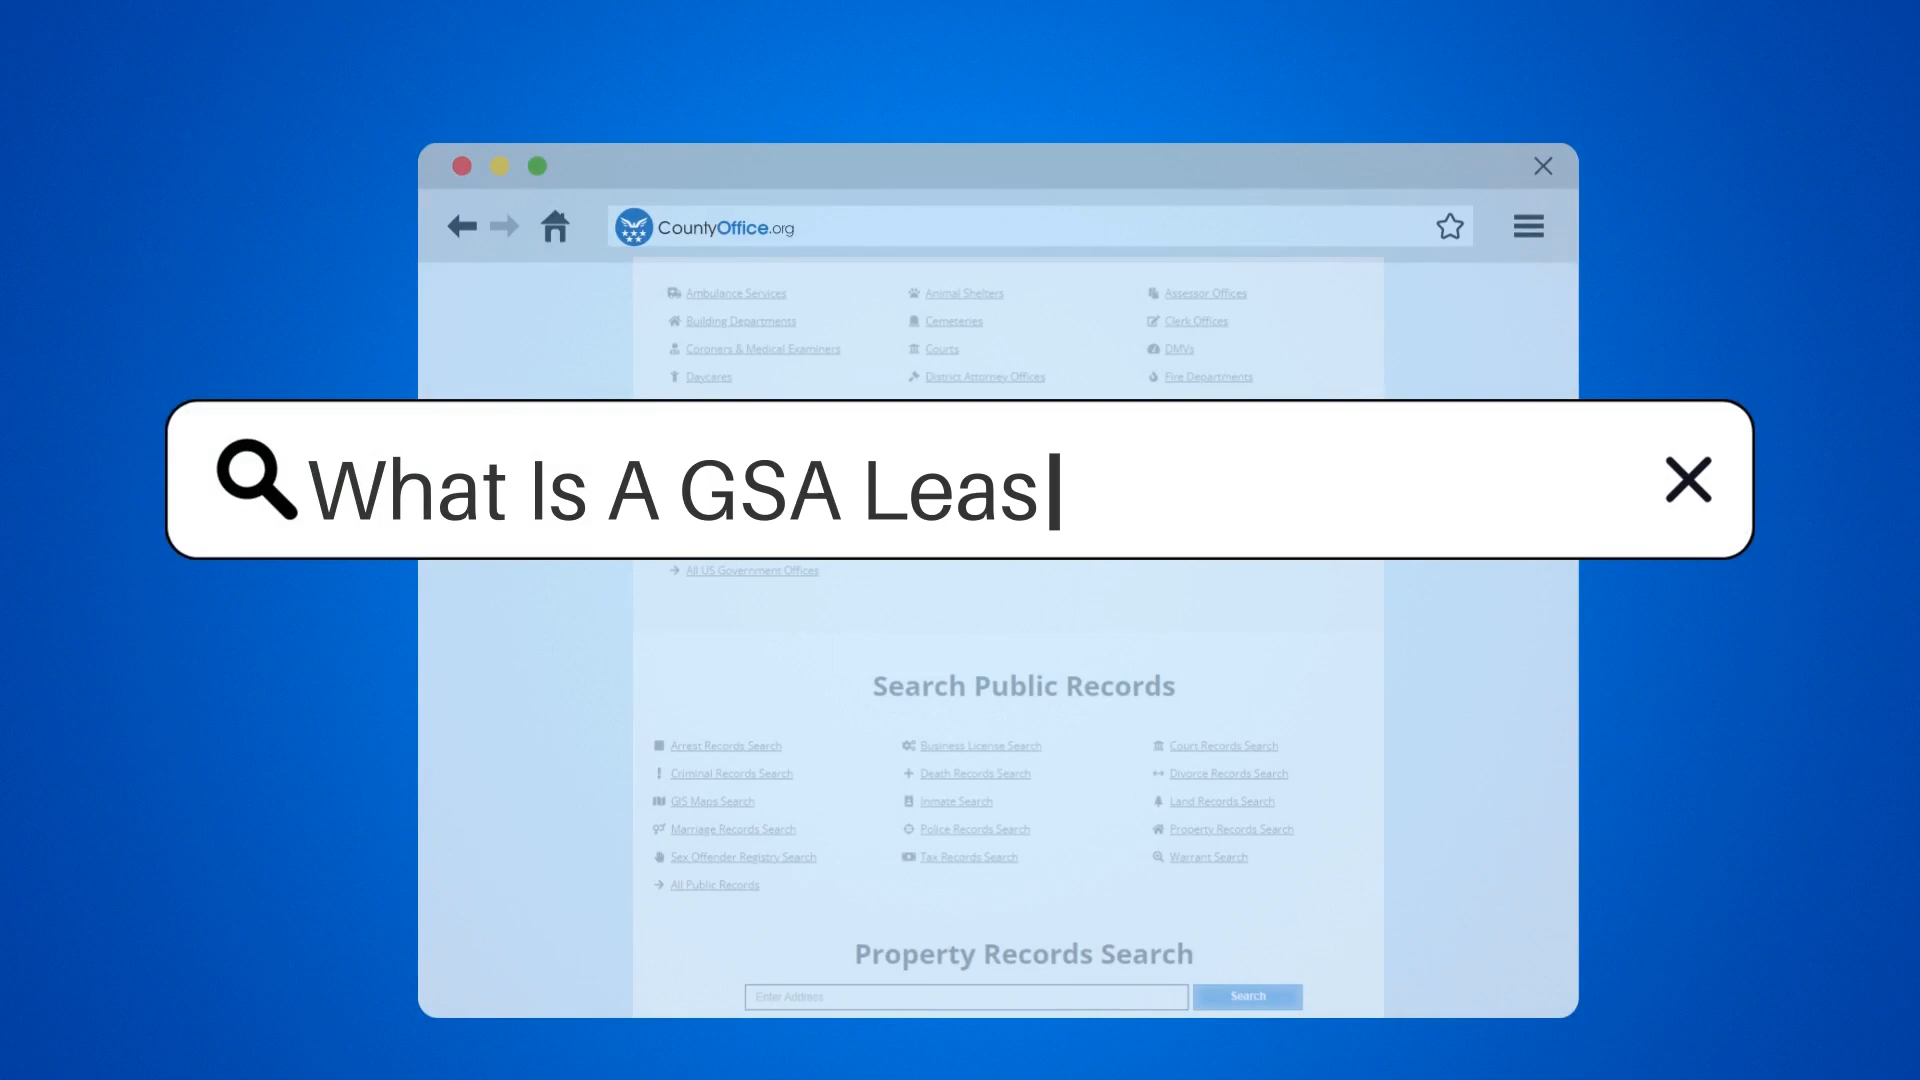 CountyOffice.org
Ambulance Services Animal Shelters Assessor Offices
Building Departments Cemeteries Clerk Offices
Coroners & Medical Examiners Courts DMVs
Daycares District Attorney Offices Fire Departments
What Is A GSA Leas
All US Government Offices
Search Public Records
Arrest Records Search Business License Search Court Records Search
Criminal Records Search Death Records Search Divorce Records Search
GIS Maps Search Inmate Search Land Records Search
Marriage Records Search Police Records Search Property Records Search
Sex Offender Registry Search Tax Records Search Warrant Search
All Public Records
Property Records Search
Enter Address Search